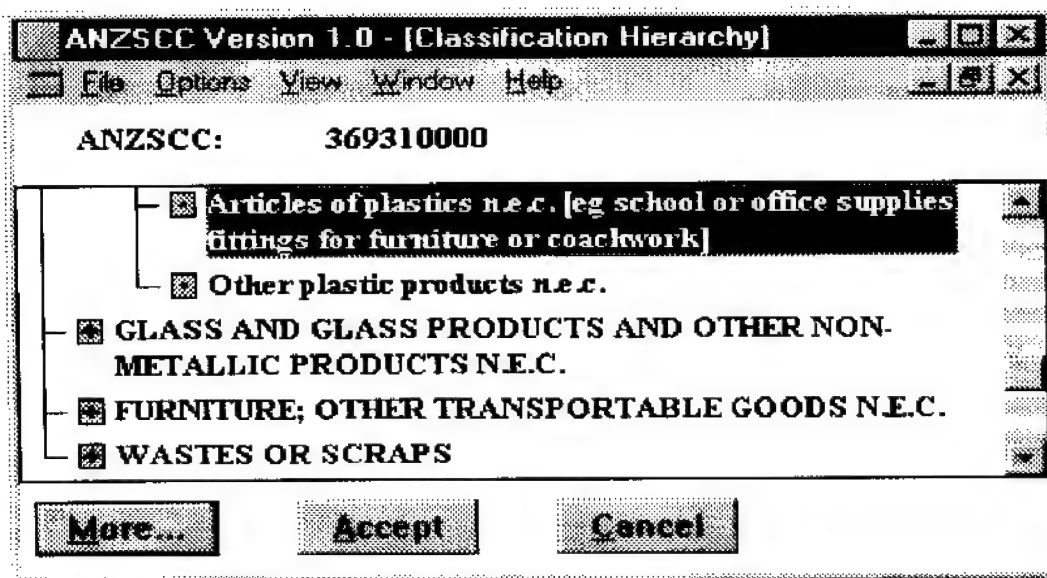 ANZSCC Version 1.0 - [Classification Hierarchy]
File Options View Window Help
ANZSCC: 369310000
Articles of plastics n.e.c. [eg school or office supplies
fittings for furniture or coachwork]
Other plastic products n.e.c.
GLASS AND GLASS PRODUCTS AND OTHER NON-
METALLIC PRODUCTS N.E.C.
FURNITURE; OTHER TRANSPORTABLE GOODS N.E.C.
WASTES OR SCRAPS
More... Accept Cancel